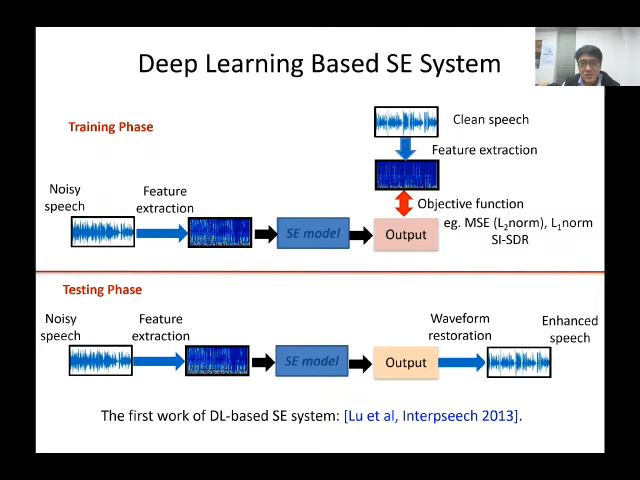 Deep Learning Based SE System
Training Phase
Clean speech
Feature extraction
Noisy
speech
Feature
extraction
Objective function
eg. MSE (L2norm), L1norm
SI-SDR
SE model
Output
Testing Phase
Noisy
speech
Feature
extraction
SE model
Output
Waveform
restoration
Enhanced
speech
The first work of DL-based SE system: [Lu et al, Interpseech 2013].